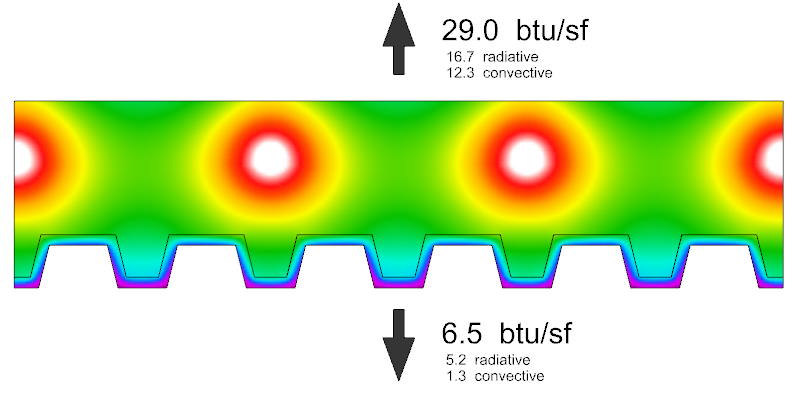 29.0 btu/sf
16.7 radiative
12.3 convective
6.5 btu/sf
5.2 radiative
1.3 convective